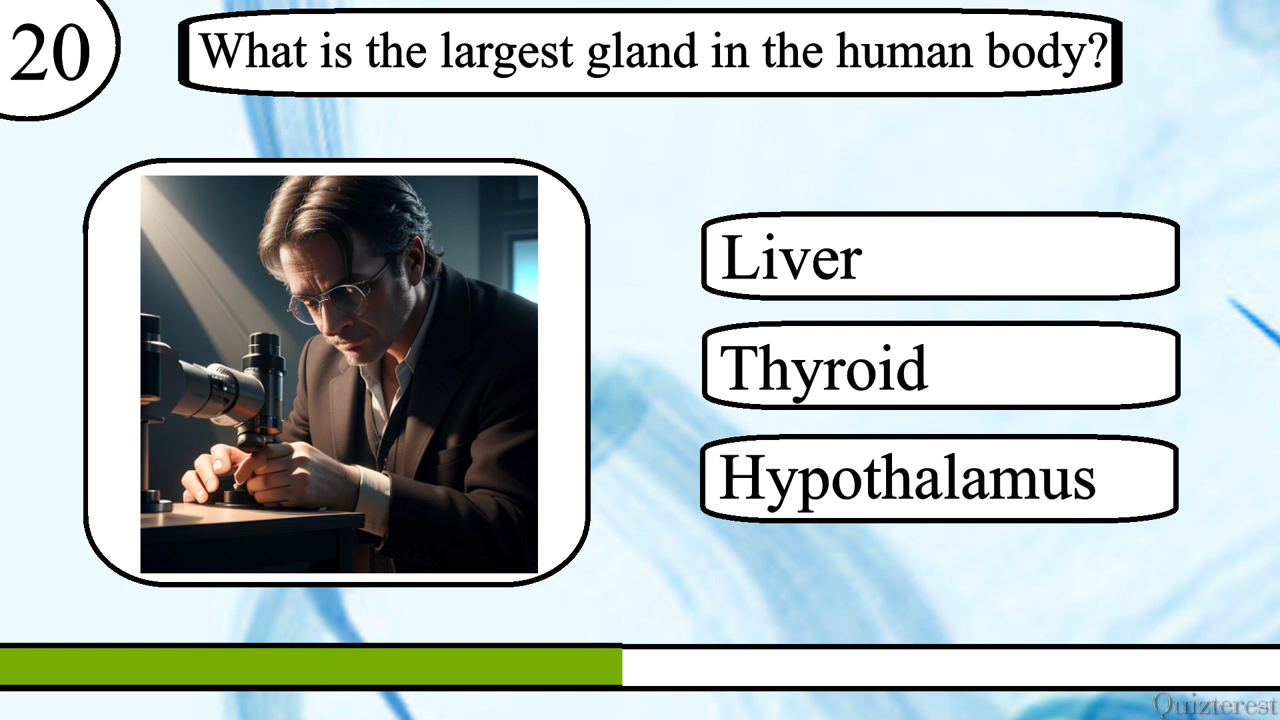 20
What is the largest gland in the human body?
Liver
Thyroid
Hypothalamus
Quizterest